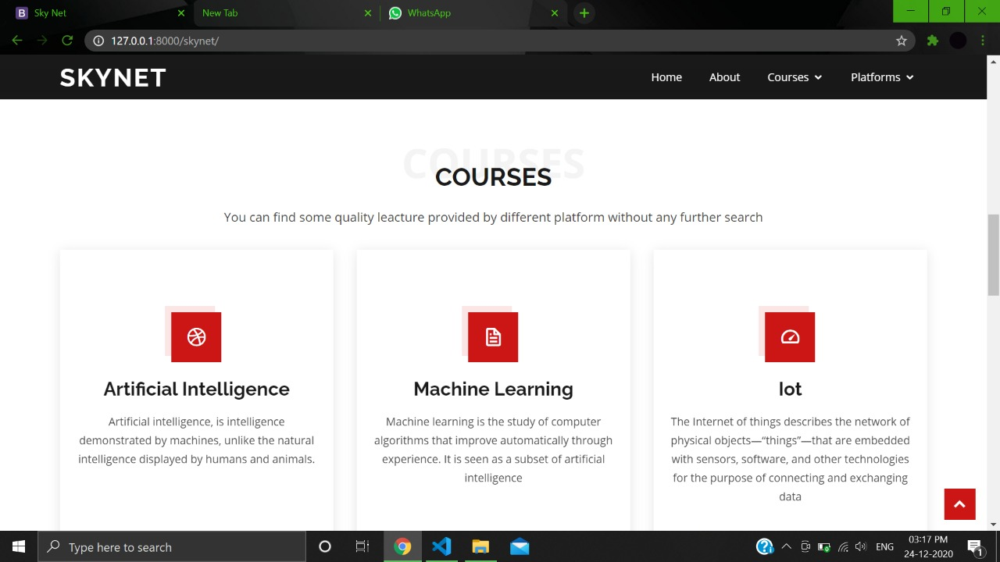 Sky Net
New Tab
WhatsApp
127.0.0.1:8000/skynet/
SKYNET
Home
About
Courses
Platforms
COURSES
COURSES
You can find some quality leacture provided by different platform without any further search
Artificial Intelligence
Artificial intelligence, is intelligence
demonstrated by machines, unlike the natural
intelligence displayed by humans and animals.
Machine Learning
Machine learning is the study of computer
algorithms that improve automatically through
experience. It is seen as a subset of artificial
intelligence
Iot
The Internet of things describes the network of
physical objects—“things”—that are embedded
with sensors, software, and other technologies
for the purpose of connecting and exchanging
data
Type here to search
ENG
03:17 PM
24-12-2020
1